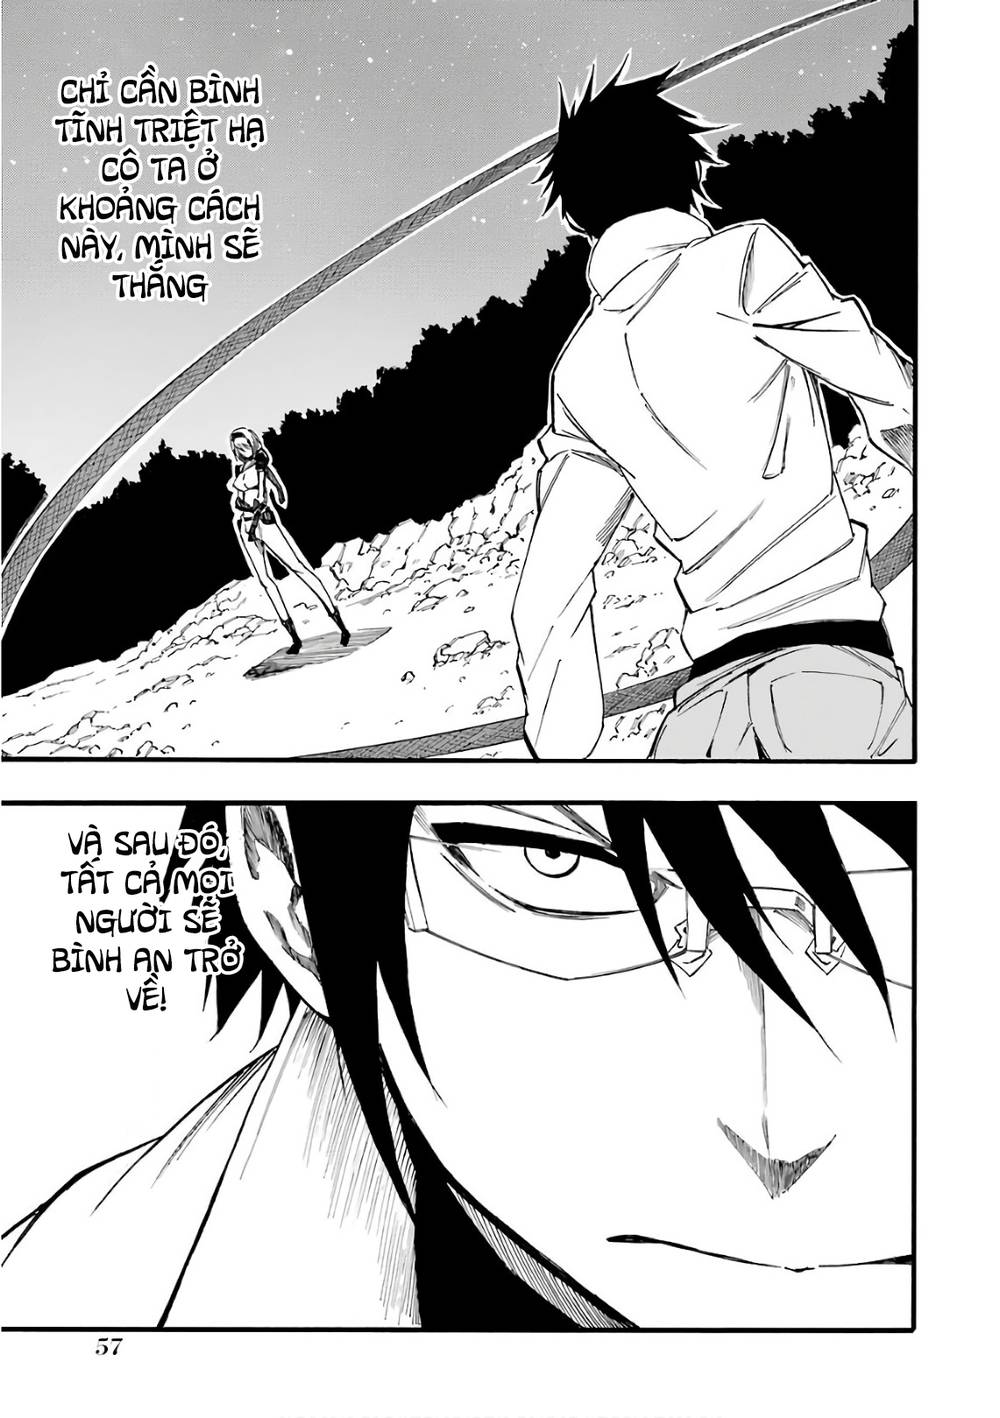 CHỈ CẦN BÌNH
TĨNH TRIỆT HẠ
CÔ TA Ở
KHOẢNG CÁCH
NÀY, MÌNH SẼ
THẮNG
VÀ SAU ĐÓ,
TẤT CẢ MỌI
NGƯỜI SẼ
BÌNH AN TRỞ
VỀ!
57